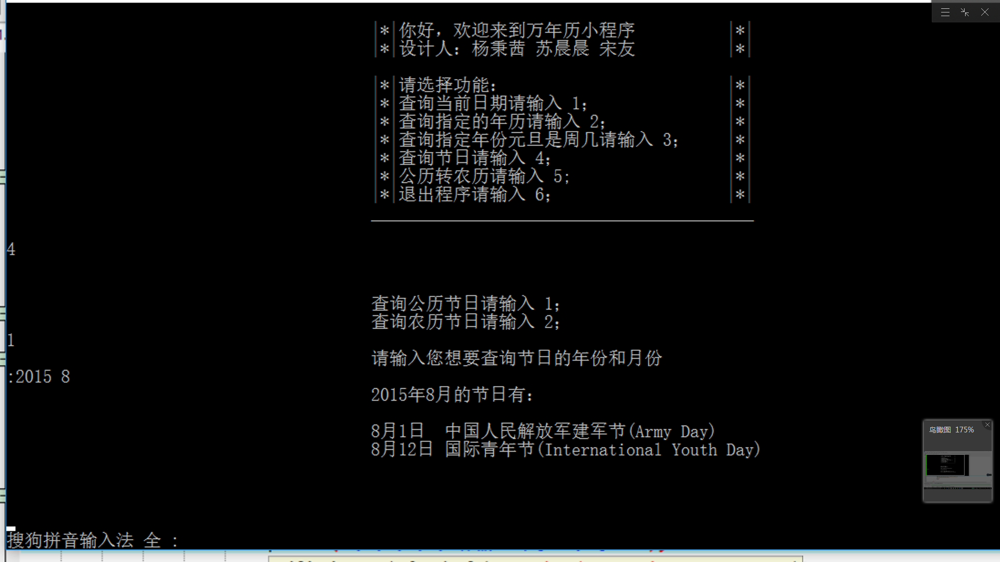 |*|你好，欢迎来到万年历小程序|*|
|*|设计人：杨秉茜 苏晨晨 宋友|*|
|*|请选择功能：|*|
|*|查询当前日期请输入 1；|*|
|*|查询指定的年历请输入 2；|*|
|*|查询指定年份元旦是周几请输入 3；|*|
|*|查询节日请输入 4；|*|
|*|公历转农历请输入 5;|*|
|*|退出程序请输入 6；|*|
4
查询公历节日请输入 1；
查询农历节日请输入 2；
1
请输入您想要查询节日的年份和月份
:2015 8
2015年8月的节日有：
8月1日 中国人民解放军建军节(Army Day)
8月12日 国际青年节(International Youth Day)
鸟瞰图 175%
搜狗拼音输入法 全 :